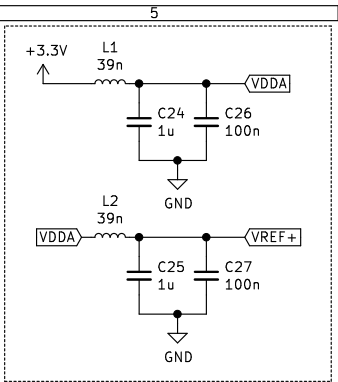 5
+3.3V
L1
39n
VDDA
C24
1u
C26
100n
GND
L2
39n
VDDA
VREF+
C25
1u
C27
100n
GND